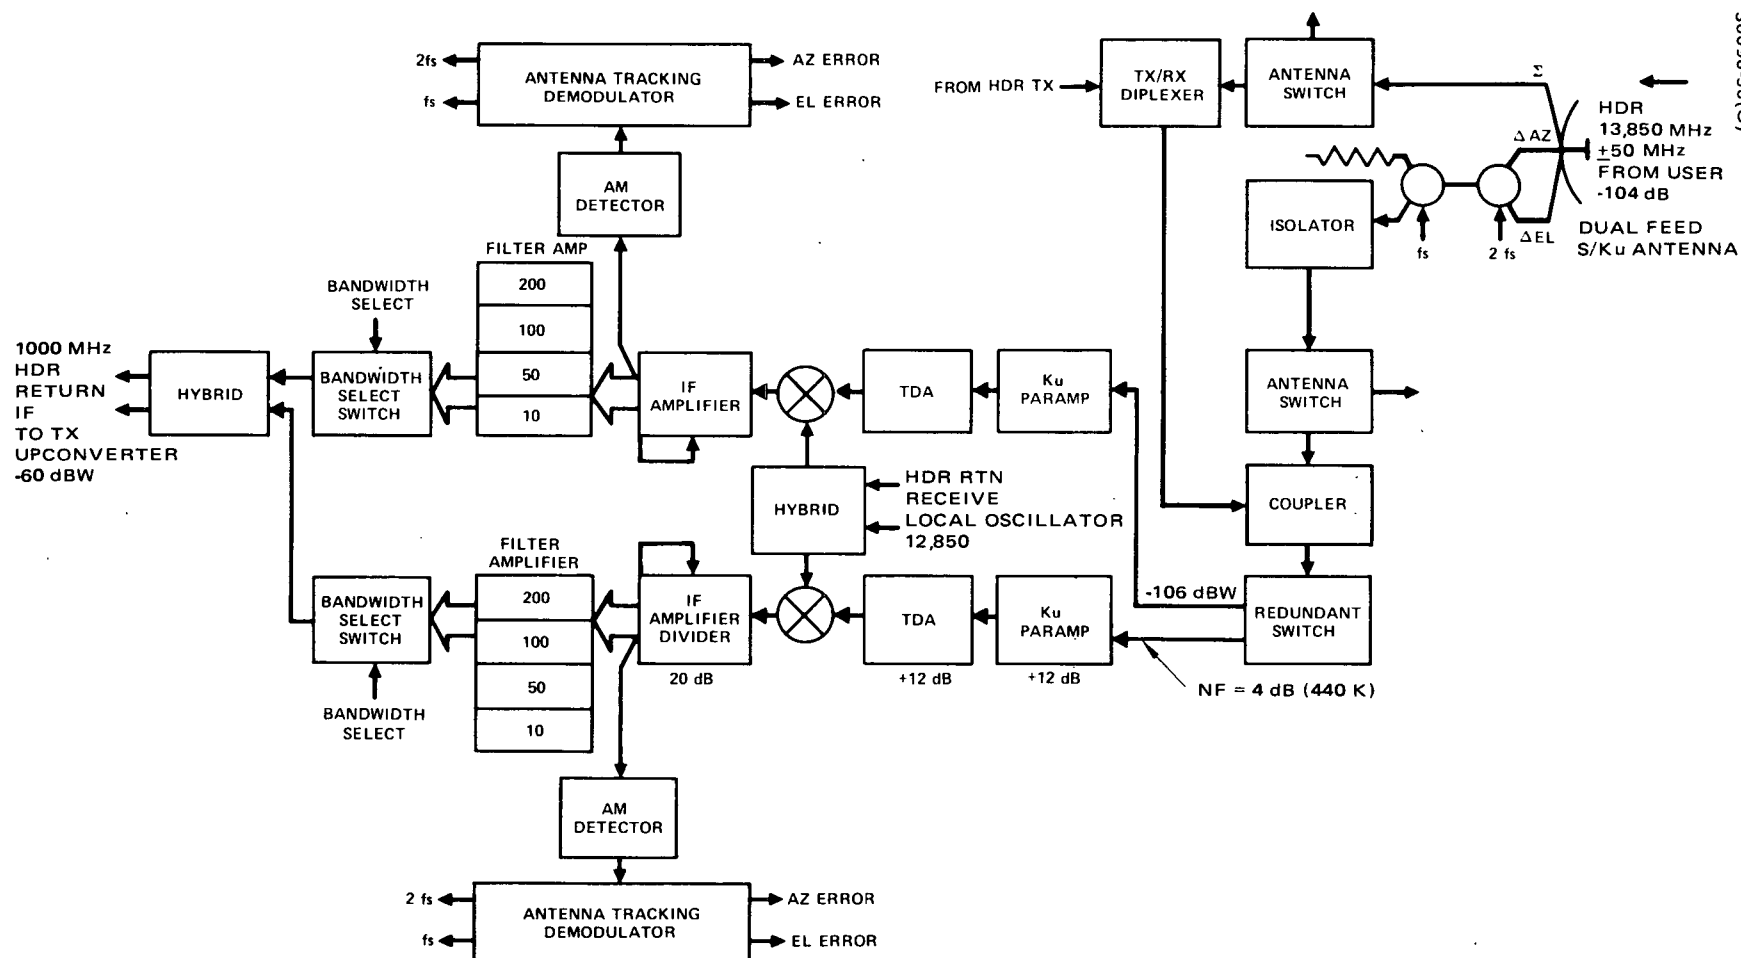 2fs
fs
ANTENNA TRACKING
DEMODULATOR
AZ ERROR
EL ERROR
AM
DETECTOR
FILTER AMP
200
100
50
10
BANDWIDTH
SELECT
1000 MHz
HDR
RETURN
IF
TO TX
UPCONVERTER
-60 dBW
HYBRID
BANDWIDTH
SELECT
SWITCH
IF
AMPLIFIER
TDA
Ku
PARAMP
FROM HDR TX
TX/RX
DIPLEXER
ANTENNA
SWITCH
Σ
Δ AZ
Δ EL
fs
2 fs
HDR
13,850 MHz
±50 MHz
FROM USER
-104 dB
DUAL FEED
S/Ku ANTENNA
ISOLATOR
ANTENNA
SWITCH
COUPLER
REDUNDANT
SWITCH
HYBRID
HDR RTN
RECEIVE
LOCAL OSCILLATOR
12,850
-106 dBW
NF = 4 dB (440 K)
FILTER
AMPLIFIER
200
100
50
10
BANDWIDTH
SELECT
SWITCH
BANDWIDTH
SELECT
IF
AMPLIFIER
DIVIDER
20 dB
TDA
+12 dB
Ku
PARAMP
+12 dB
AM
DETECTOR
2 fs
fs
ANTENNA TRACKING
DEMODULATOR
AZ ERROR
EL ERROR